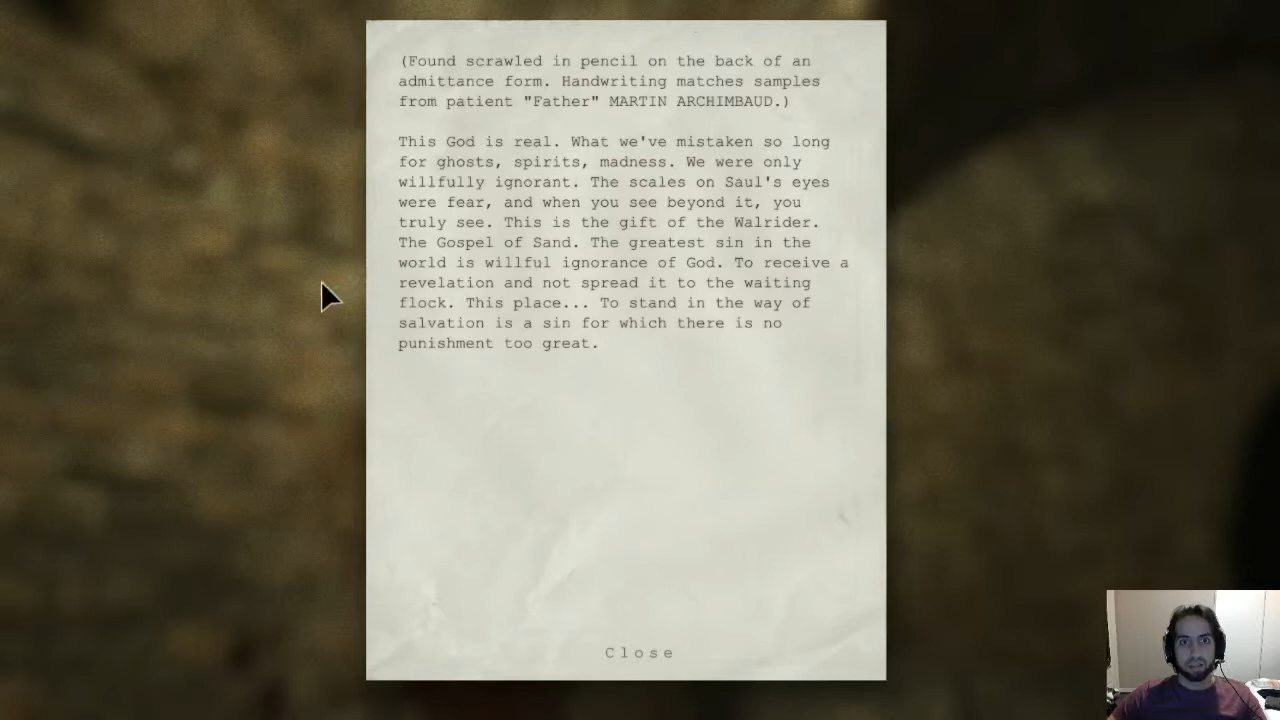 (Found scrawled in pencil on the back of an
admittance form. Handwriting matches samples
from patient "Father" MARTIN ARCHIMBAUD.)
This God is real. What we've mistaken so long
for ghosts, spirits, madness. We were only
willfully ignorant. The scales on Saul's eyes
were fear, and when you see beyond it, you
truly see. This is the gift of the Walrider.
The Gospel of Sand. The greatest sin in the
world is willful ignorance of God. To receive a
revelation and not spread it to the waiting
flock. This place... To stand in the way of
salvation is a sin for which there is no
punishment too great.
Close